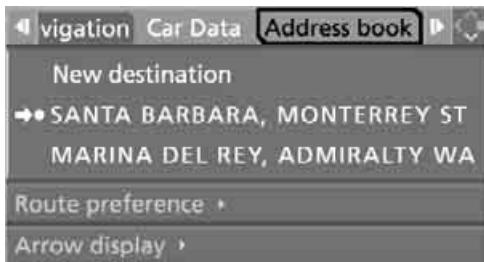 vigation Car Data Address book
New destination
SANTA BARBARA, MONTERREY ST
MARINA DEL REY, ADMIRALTY WA
Route preference
Arrow display